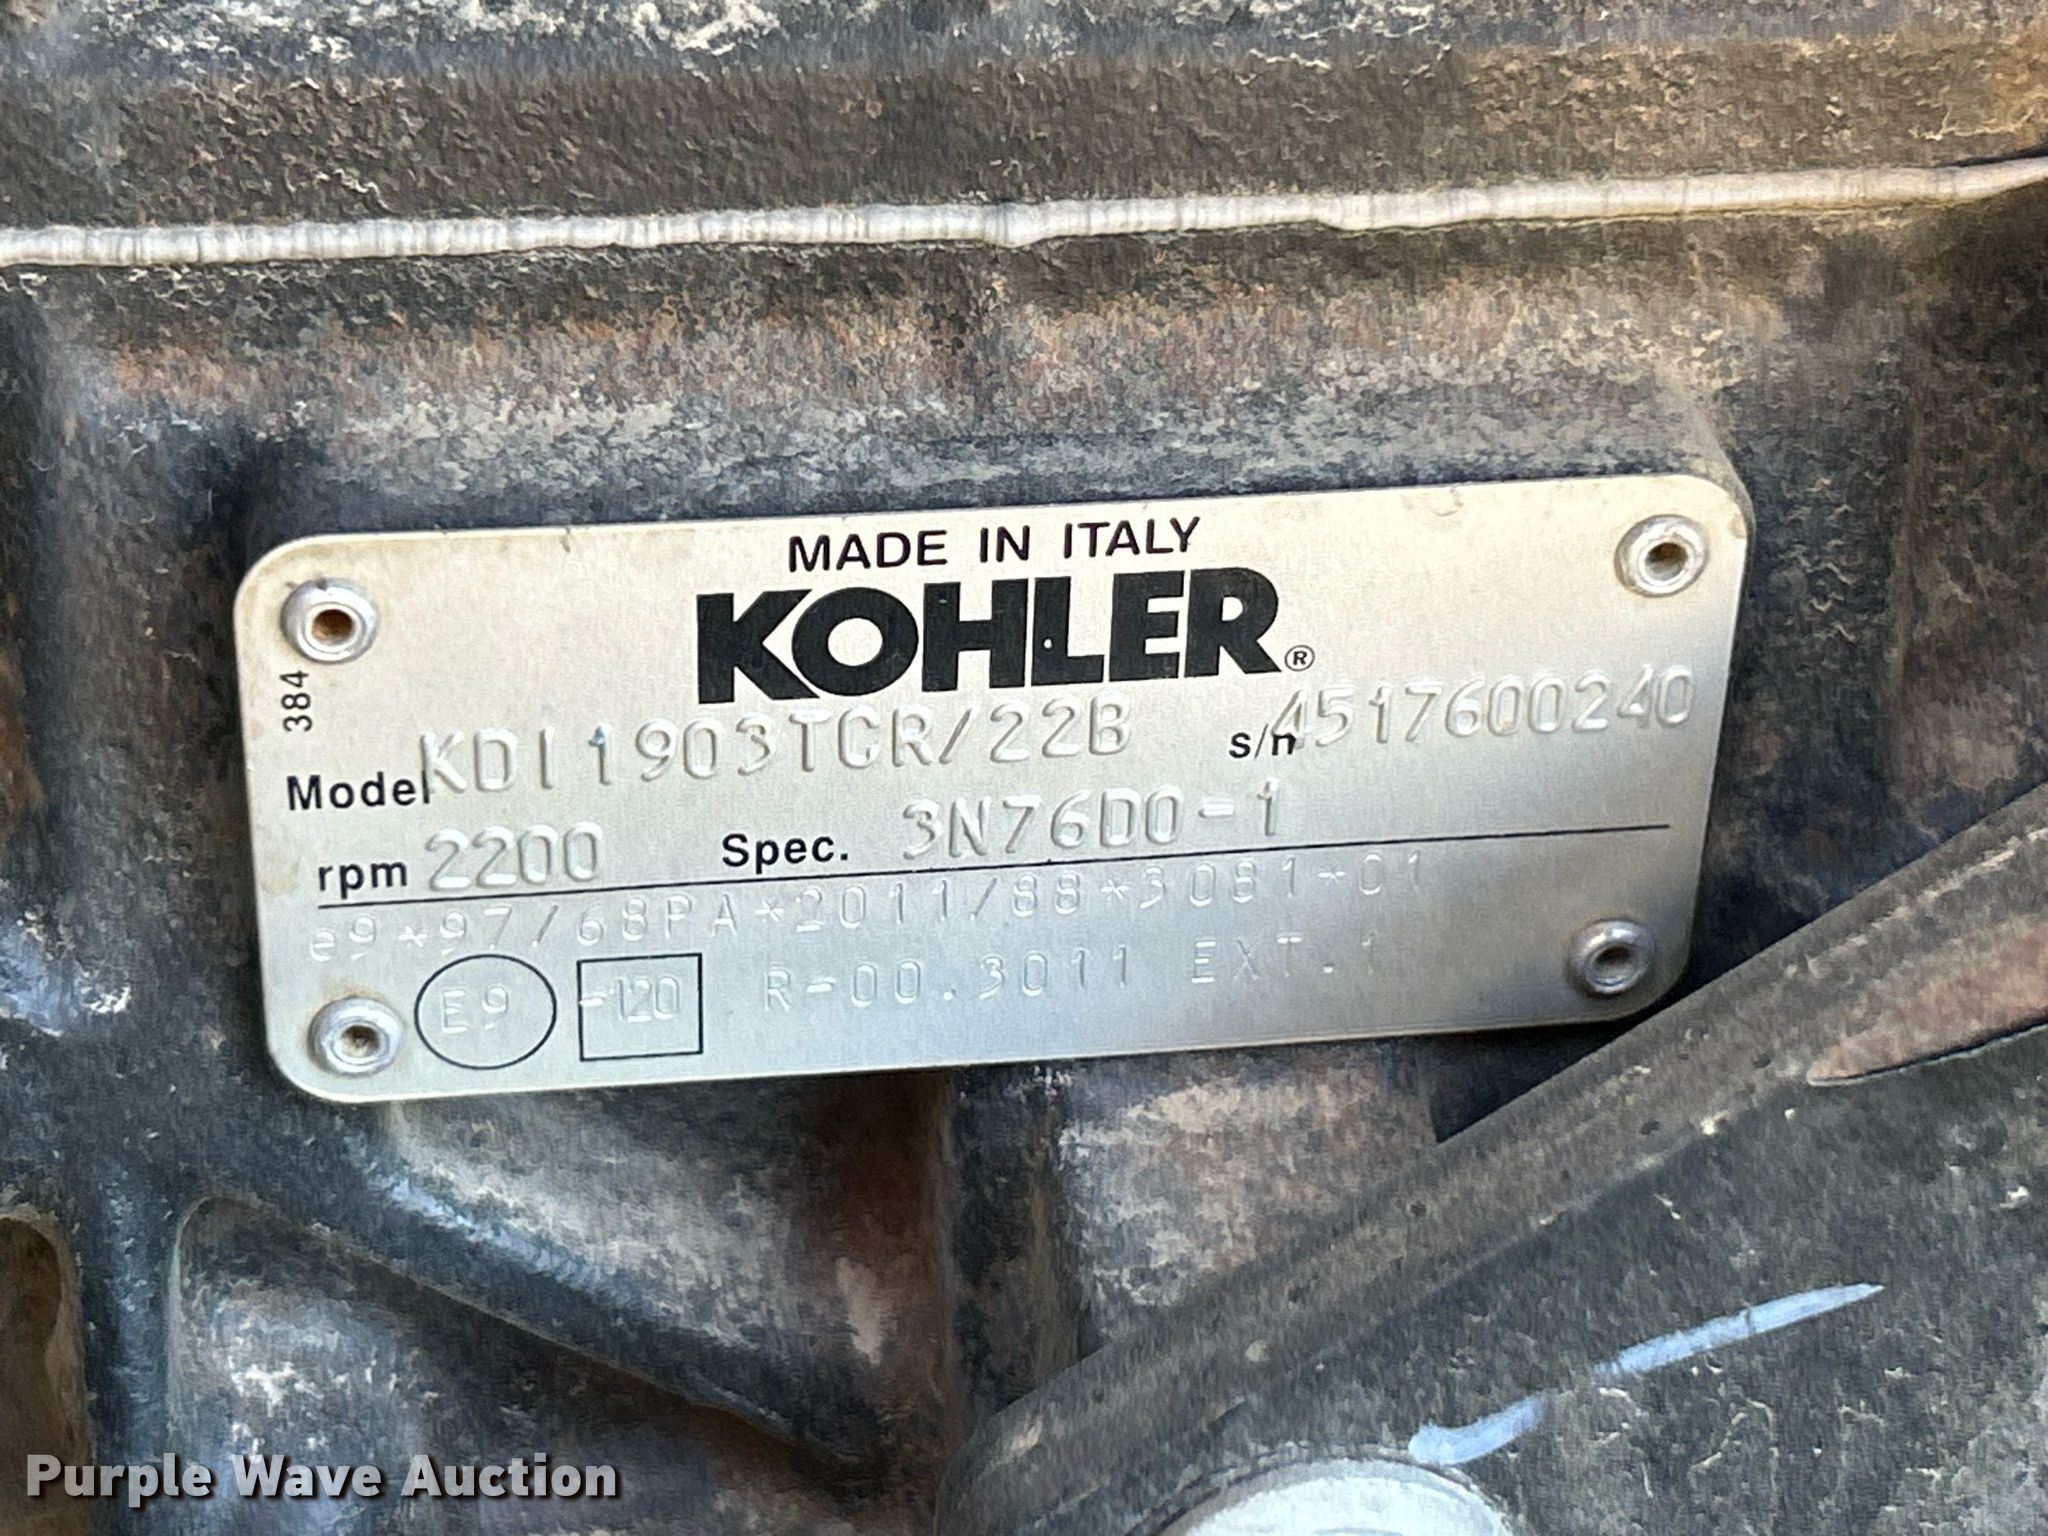 MADE IN ITALY
KOHLER®
384
Model KDI1903TCR/22B s/n 4517600240
rpm 2200 Spec. 3N76D0-1
e9*97/68PA*2011/88*3081*01
E9 -120 R-00.3011 EXT.1
Purple Wave Auction